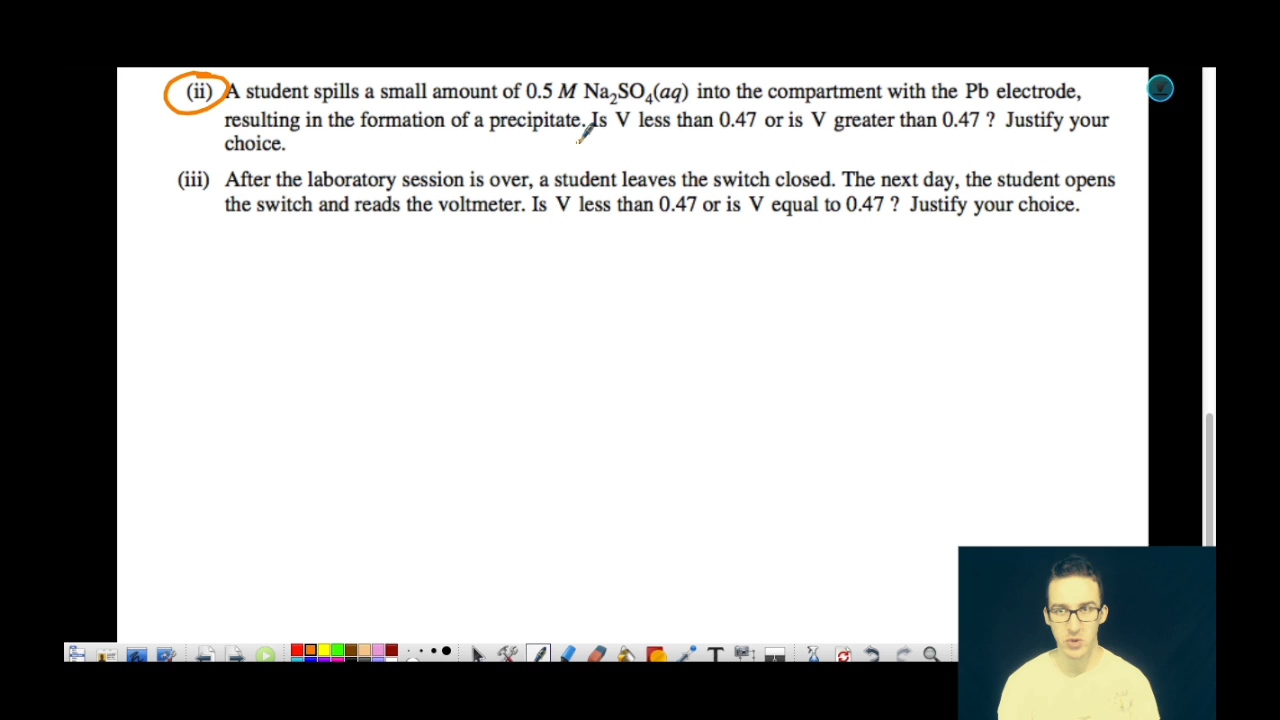 (ii) A student spills a small amount of 0.5 M Na₂SO₄(aq) into the compartment with the Pb electrode,
resulting in the formation of a precipitate. Is V less than 0.47 or is V greater than 0.47 ? Justify your
choice.
(iii) After the laboratory session is over, a student leaves the switch closed. The next day, the student opens
the switch and reads the voltmeter. Is V less than 0.47 or is V equal to 0.47 ? Justify your choice.